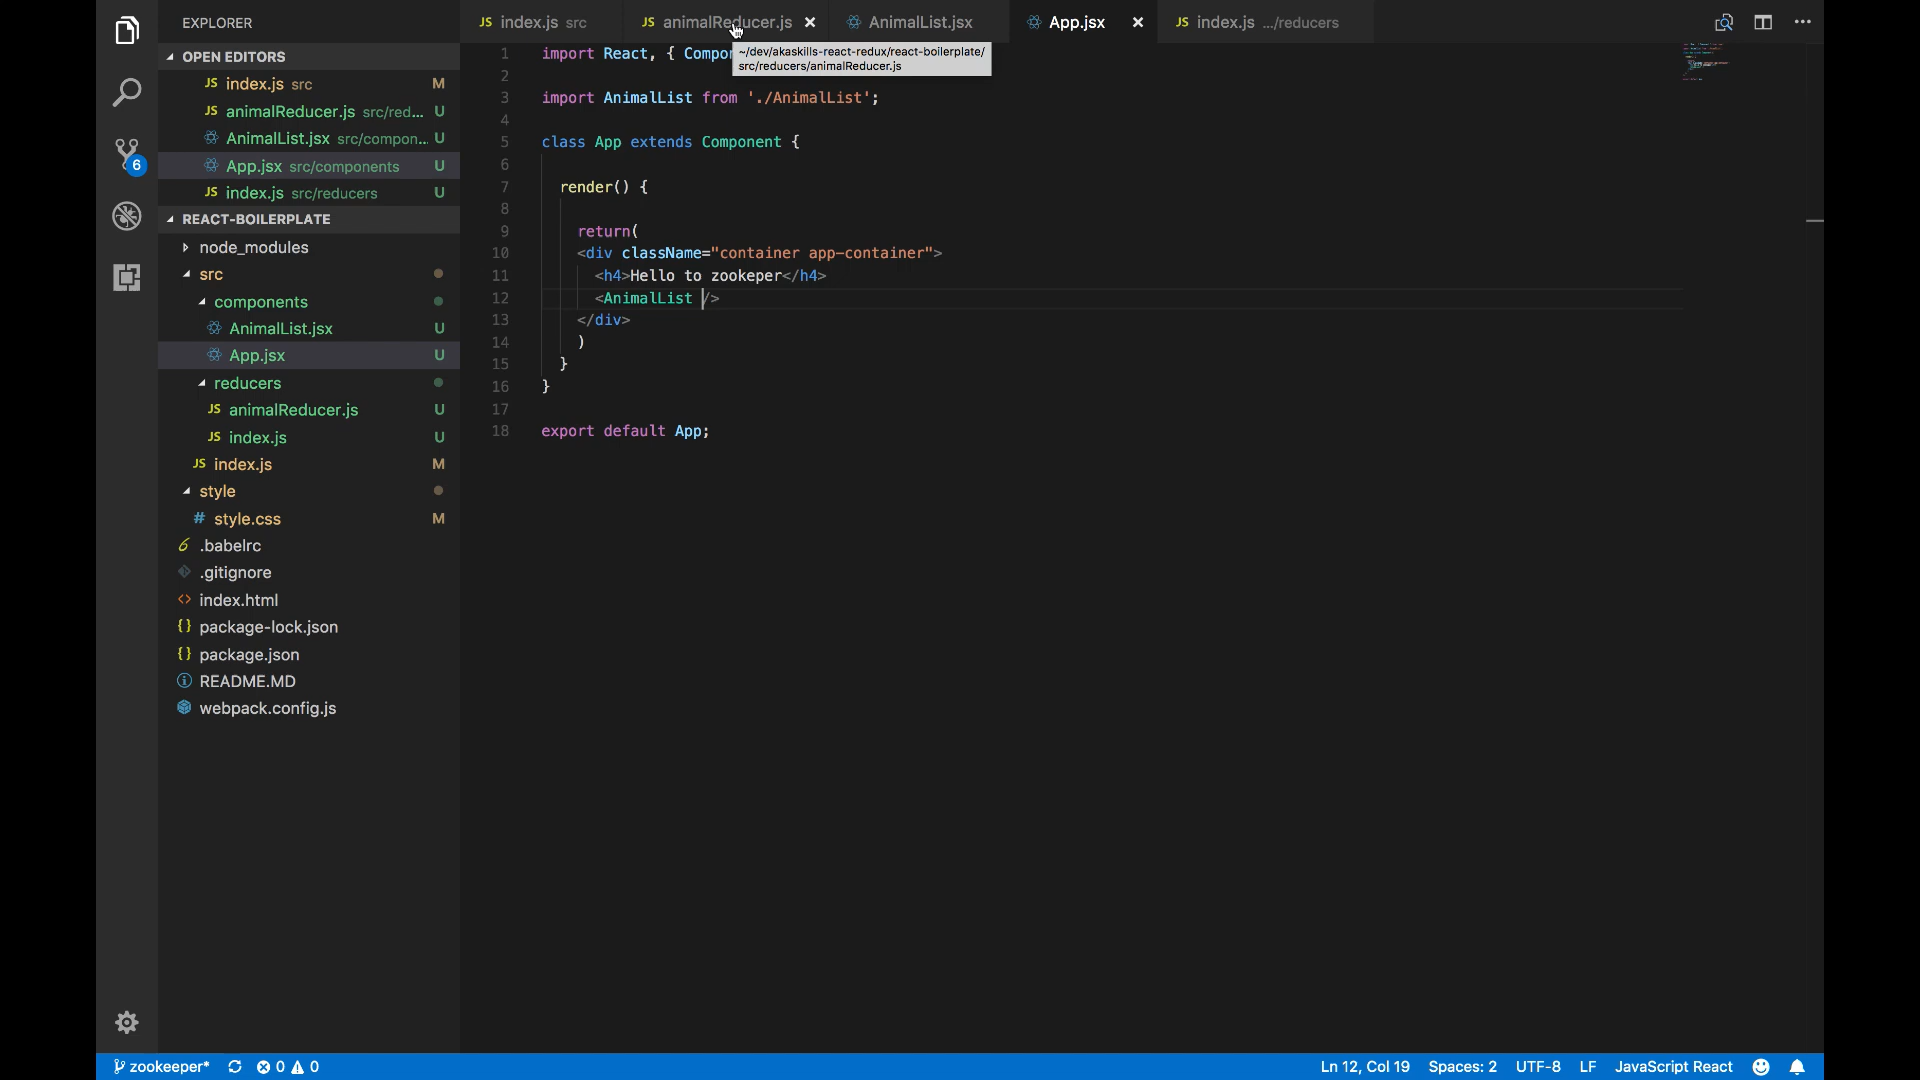 EXPLORER
OPEN EDITORS
JS index.js src M
JS animalReducer.js src/red... U
AnimalList.jsx src/compon... U
App.jsx src/components U
JS index.js src/reducers U
REACT-BOILERPLATE
node_modules
src
components
AnimalList.jsx U
App.jsx U
reducers
JS animalReducer.js U
JS index.js U
JS index.js M
style
# style.css M
.babelrc
.gitignore
<> index.html
{} package-lock.json
{} package.json
README.MD
webpack.config.js
6
JS index.js src
JS animalReducer.js ×
AnimalList.jsx
App.jsx ×
JS index.js .../reducers
~/dev/akaskills-react-redux/react-boilerplate/
src/reducers/animalReducer.js
1 import React, { Compo
2
3 import AnimalList from './AnimalList';
4
5 class App extends Component {
6
7 render() {
8
9 return(
10 <div className="container app-container">
11 <h4>Hello to zookeper</h4>
12 <AnimalList />
13 </div>
14 )
15 }
16 }
17
18 export default App;
zookeeper* 0 0
Ln 12, Col 19 Spaces: 2 UTF-8 LF JavaScript React